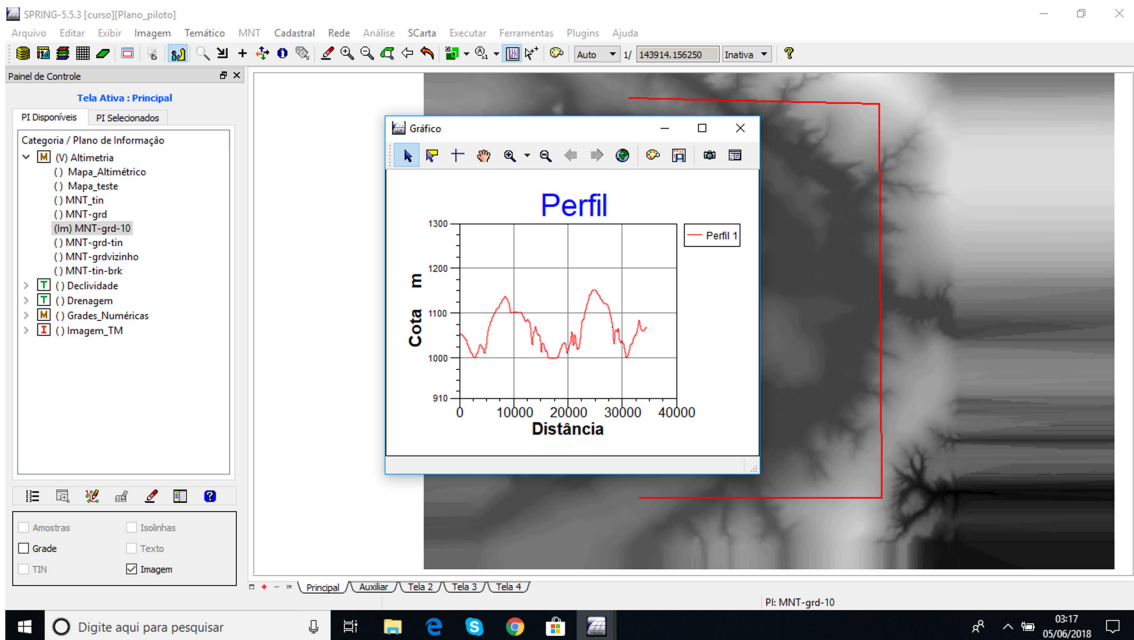 SPRING-5.5.3 [curso][Plano_piloto]
Arquivo Editar Exibir Imagem Temático MNT Cadastral Rede Análise SCarta Executar Ferramentas Plugins Ajuda
Auto 1/ 143914.156250 Inativa
Painel de Controle
Tela Ativa : Principal
PI Disponíveis PI Selecionados
Categoria / Plano de Informação
M (V) Altimetria
() Mapa_Altimétrico
() Mapa_teste
() MNT_tin
() MNT-grd
(Im) MNT-grd-10
() MNT-grd-tin
() MNT-grdvizinho
() MNT-tin-brk
T () Declividade
T () Drenagem
M () Grades_Numéricas
I () Imagem_TM
Amostras Isolinhas
Grade Texto
TIN Imagem
Gráfico
Perfil
Perfil 1
1300
1200
1100
1000
910
Cota m
0 10000 20000 30000 40000
Distância
Principal Auxiliar Tela 2 Tela 3 Tela 4
PI: MNT-grd-10
Digite aqui para pesquisar
03:17
05/06/2018